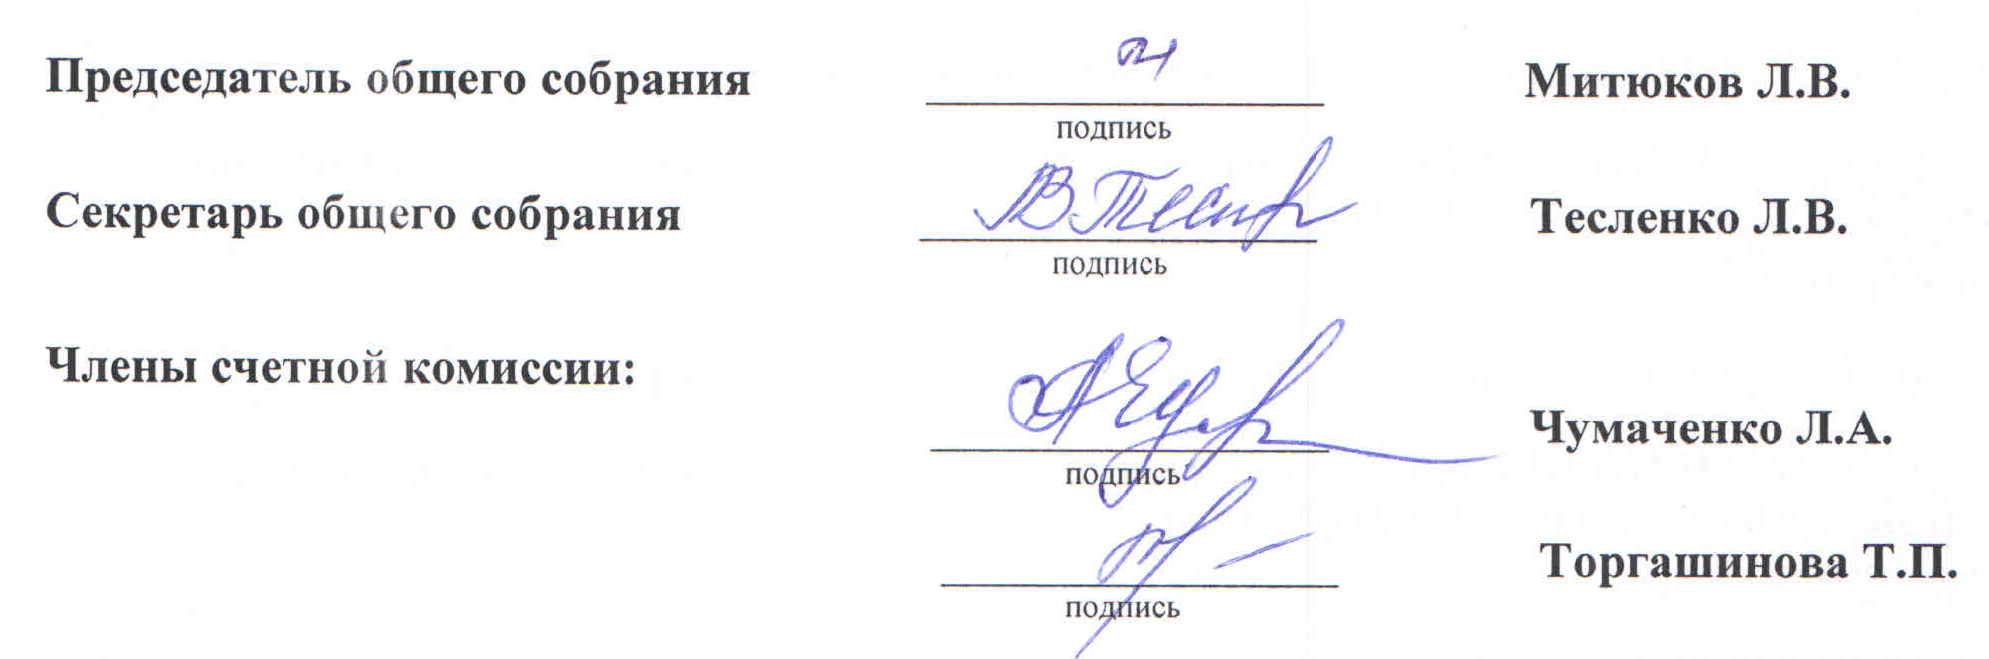 Председатель общего собрания Митюков Л.В.
подпись
Секретарь общего собрания Тесленко Л.В.
подпись
Члены счетной комиссии:
Чумаченко Л.А.
подпись
Торгашинова Т.П.
подпись